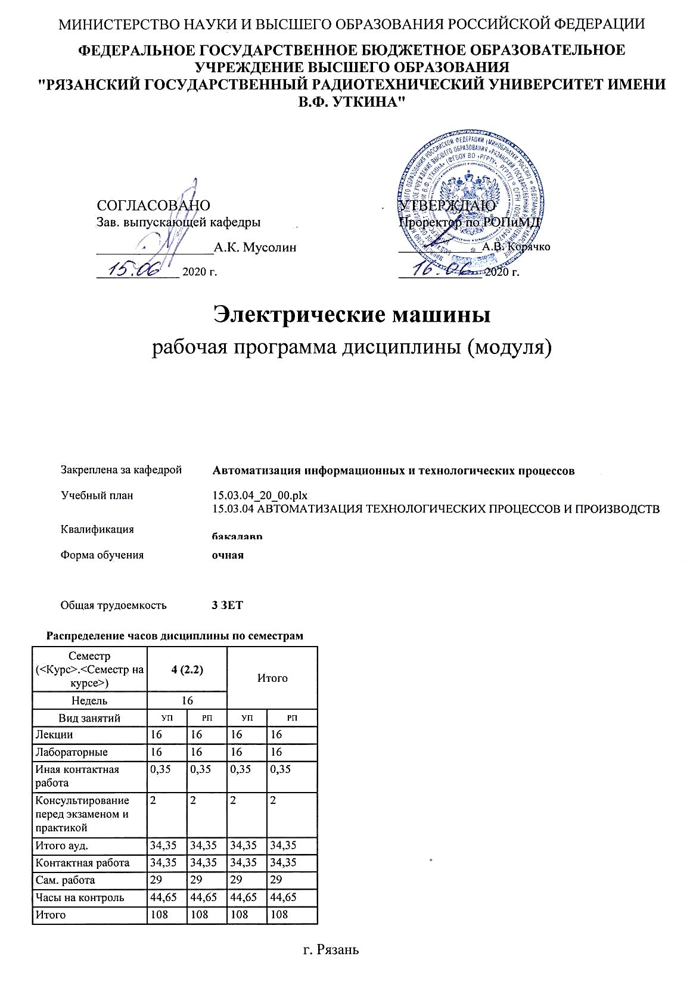 МИНИСТЕРСТВО НАУКИ И ВЫСШЕГО ОБРАЗОВАНИЯ РОССИЙСКОЙ ФЕДЕРАЦИИ
ФЕДЕРАЛЬНОЕ ГОСУДАРСТВЕННОЕ БЮДЖЕТНОЕ ОБРАЗОВАТЕЛЬНОЕ
УЧРЕЖДЕНИЕ ВЫСШЕГО ОБРАЗОВАНИЯ
"РЯЗАНСКИЙ ГОСУДАРСТВЕННЫЙ РАДИОТЕХНИЧЕСКИЙ УНИВЕРСИТЕТ ИМЕНИ
В.Ф. УТКИНА"
СОГЛАСОВАНО
Зав. выпускающей кафедры
А.К. Мусолин
15.06 2020 г.
УТВЕРЖДАЮ
Проректор по РОПиМД
А.В. Корячко
16.06 2020 г.
Электрические машины
рабочая программа дисциплины (модуля)
Закреплена за кафедрой Автоматизация информационных и технологических процессов
Учебный план 15.03.04_20_00.plx
15.03.04 АВТОМАТИЗАЦИЯ ТЕХНОЛОГИЧЕСКИХ ПРОЦЕССОВ И ПРОИЗВОДСТВ
Квалификация бакалавр
Форма обучения очная
Общая трудоемкость 3 ЗЕТ
Распределение часов дисциплины по семестрам
Семестр
(<Курс>.<Семестр на
курсе>) 4 (2.2) Итого
Недель 16
Вид занятий УП РП УП РП
Лекции 16 16 16 16
Лабораторные 16 16 16 16
Иная контактная
работа 0,35 0,35 0,35 0,35
Консультирование
перед экзаменом и
практикой 2 2 2 2
Итого ауд. 34,35 34,35 34,35 34,35
Контактная работа 34,35 34,35 34,35 34,35
Сам. работа 29 29 29 29
Часы на контроль 44,65 44,65 44,65 44,65
Итого 108 108 108 108
г. Рязань